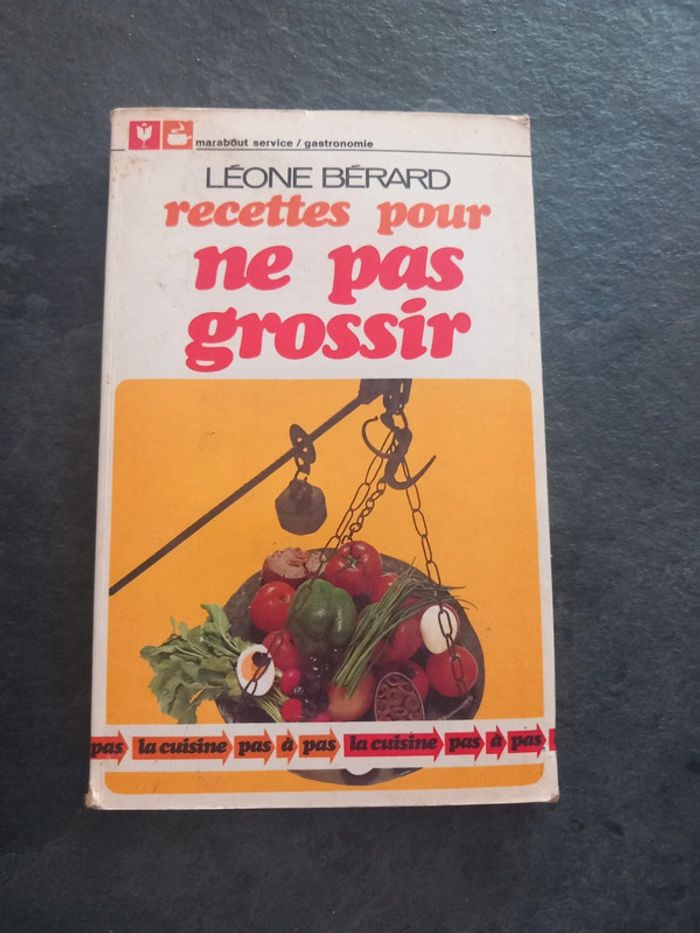 marabout service / gastronomie
LÉONE BÉRARD
recettes pour
ne pas
grossir
pas la cuisine pas à pas la cuisine pas à pas